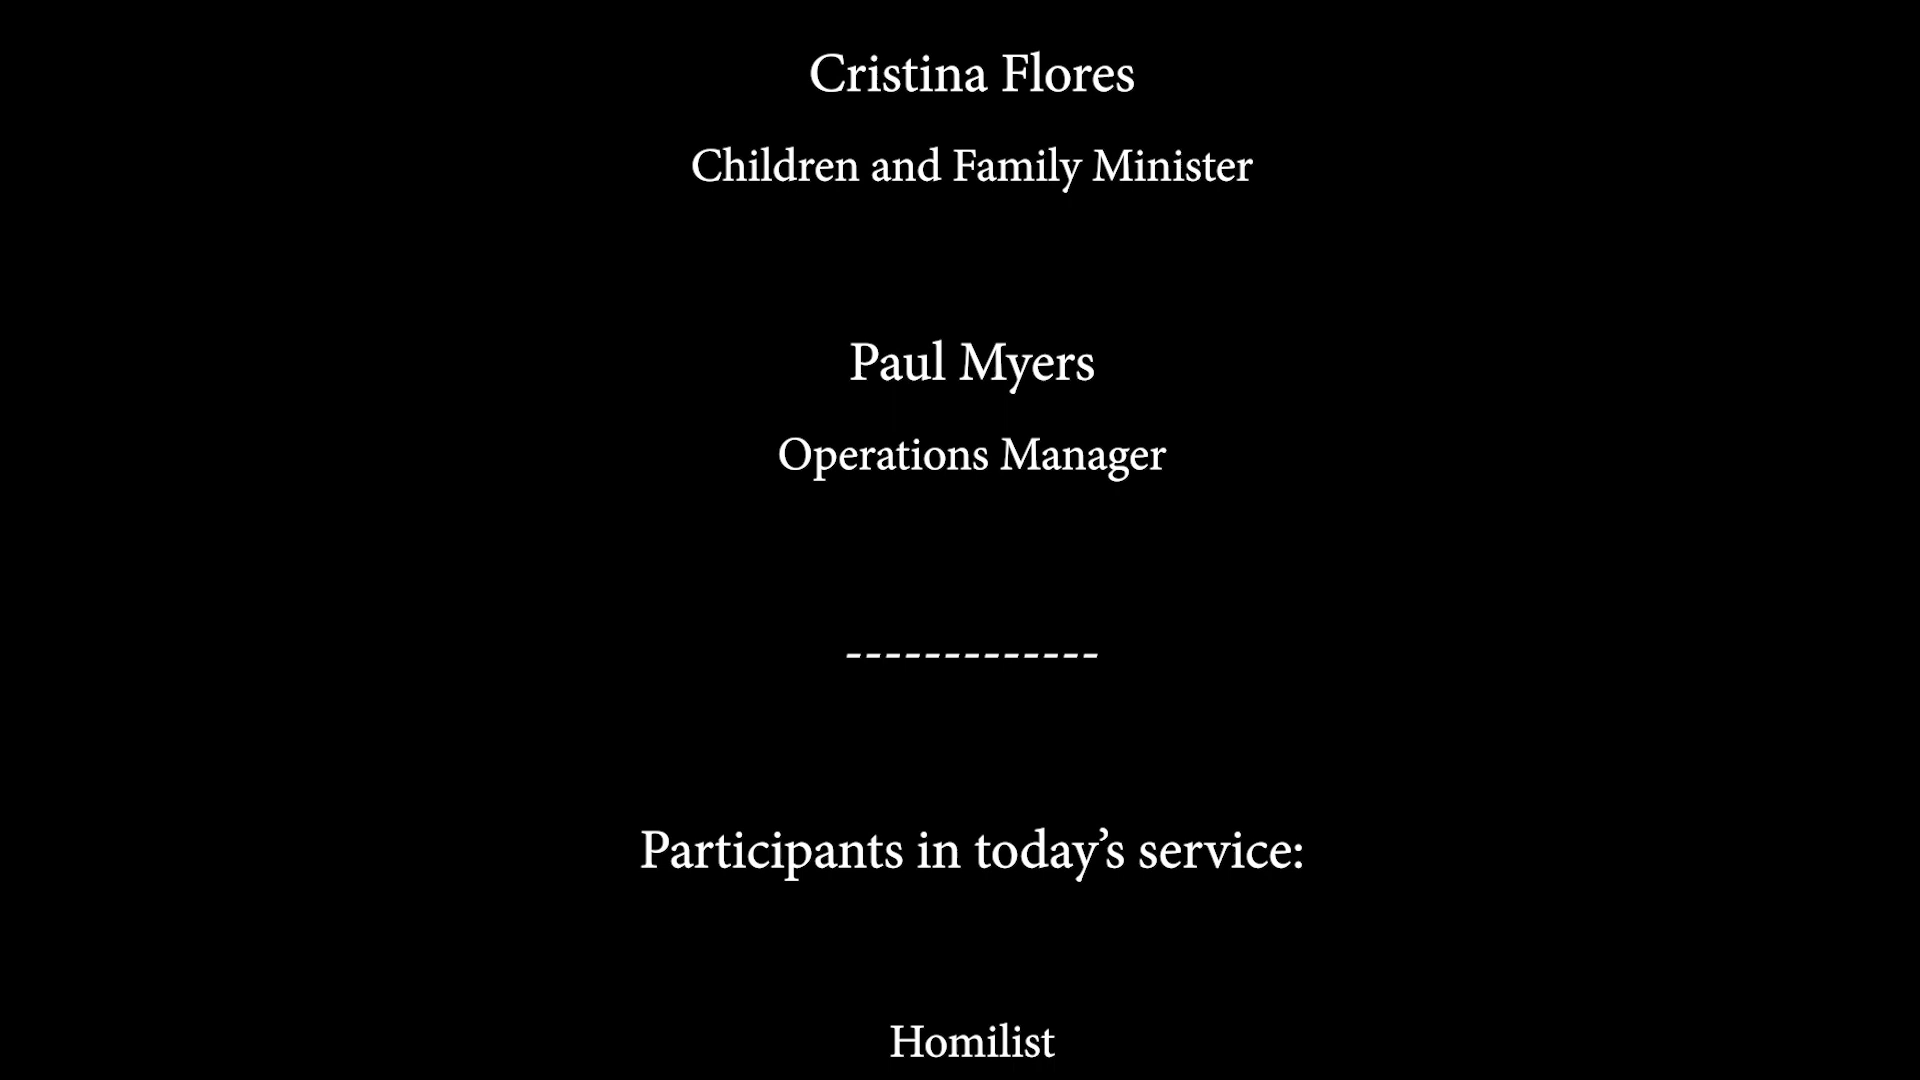 Cristina Flores
Children and Family Minister
Paul Myers
Operations Manager
-------------
Participants in today’s service:
Homilist